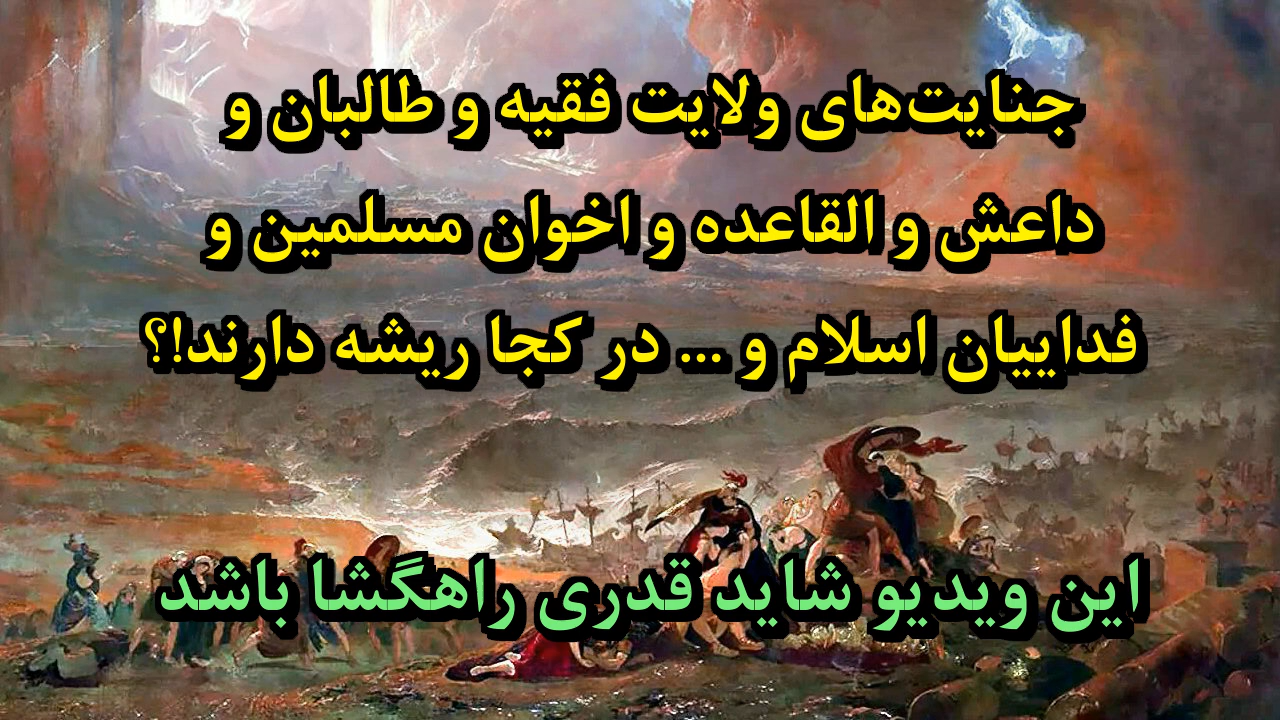 جنایت‌های ولایت فقیه و طالبان و
داعش و القاعده و اخوان مسلمین و
فداییان اسلام و ... در کجا ریشه دارند!؟
این ویدیو شاید قدری راهگشا باشد